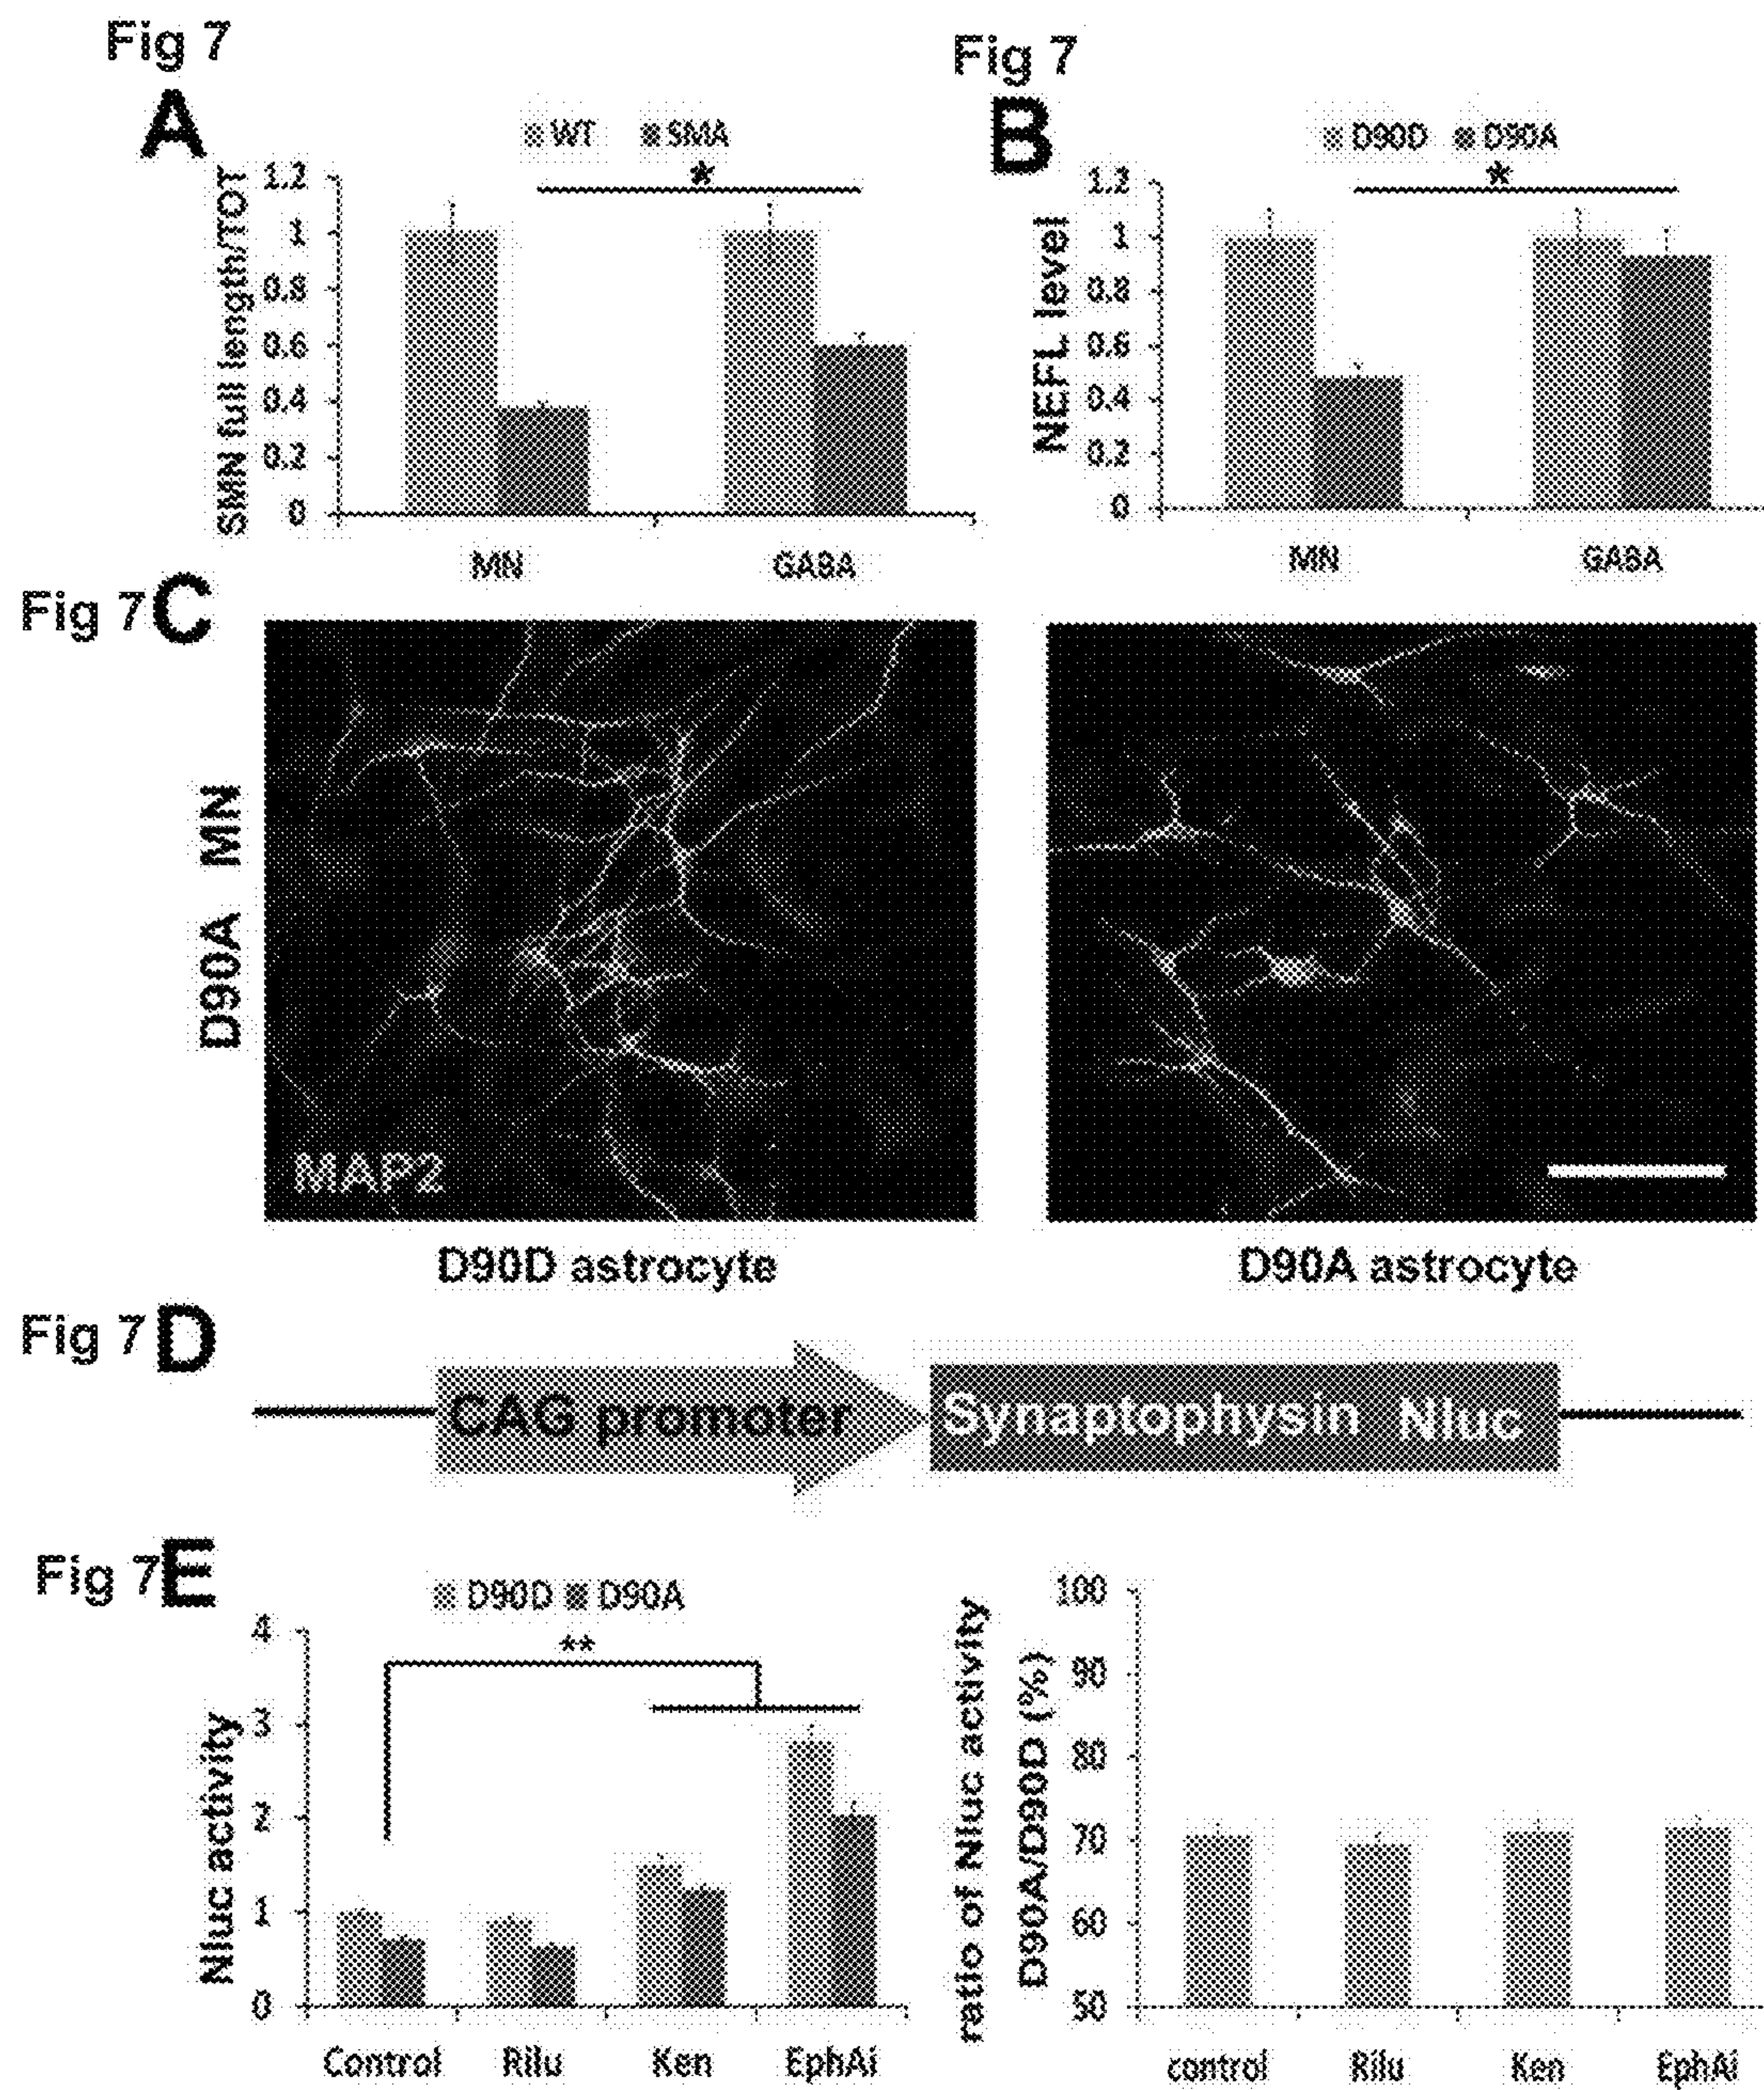 Fig 7
A
WT SMA
*
SMN full length/TOT
1.2
1
0.8
0.6
0.4
0.2
0
MN GABA
Fig 7
B
D90D D90A
*
NEFL level
1.2
1
0.8
0.6
0.4
0.2
0
MN GABA
Fig 7 C
D90A MN
MAP2
D90D astrocyte
D90A astrocyte
Fig 7 D
CAG promoter
Synaptophysin Nluc
Fig 7 E
D90D D90A
**
Nluc activity
4
3
2
1
0
Control Rilu Ken EphAi
ratio of Nluc activity
D90A/D90D (%)
100
90
80
70
60
50
control Rilu Ken EphAi